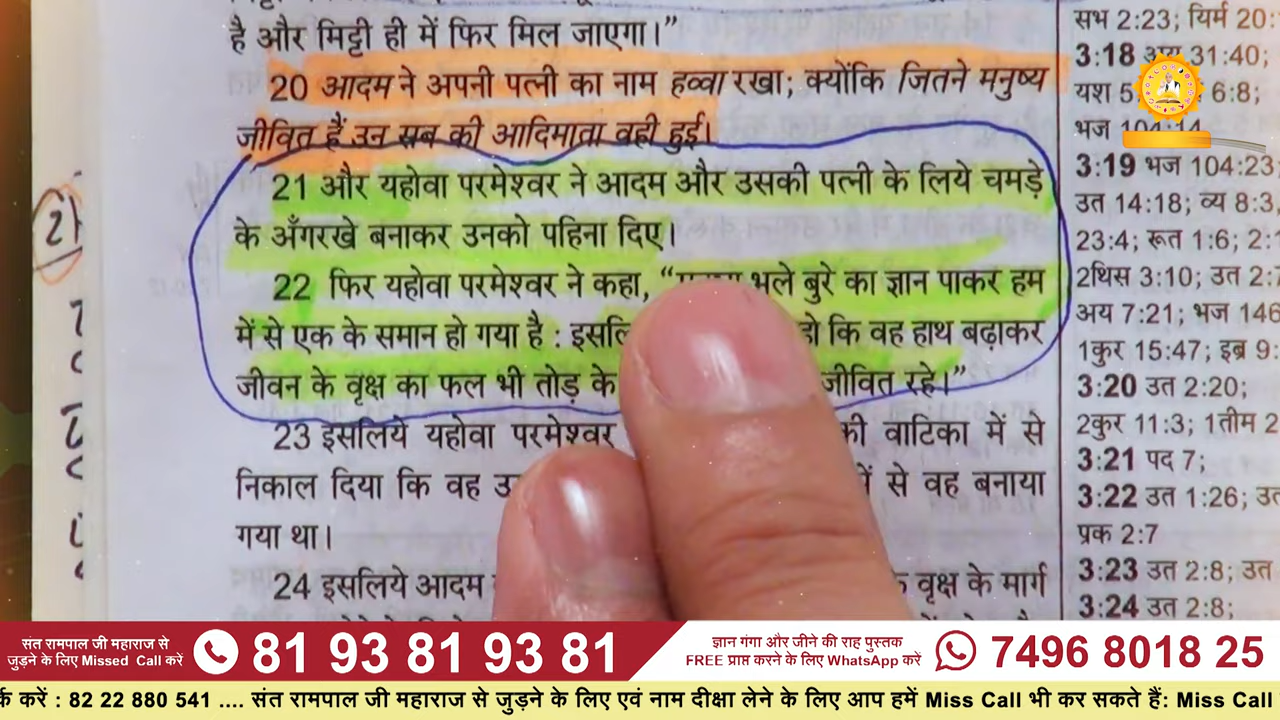 है और मिट्टी ही में फिर मिल जाएगा।”
20 आदम ने अपनी पत्नी का नाम हव्वा रखा; क्योंकि जितने मनुष्य
जीवित हैं उन सब की आदिमाता वही हुई।
21 और यहोवा परमेश्वर ने आदम और उसकी पत्नी के लिये चमड़े
के अँगरखे बनाकर उनको पहिना दिए।
22 फिर यहोवा परमेश्वर ने कहा, “ भले बुरे का ज्ञान पाकर हम
में से एक के समान हो गया है : कि वह हाथ बढ़ाकर
जीवन के वृक्ष का फल भी तोड़ के जीवित रहे।”
23 इसलिये यहोवा परमेश्वर की वाटिका में से
निकाल दिया कि वह से वह बनाया
गया था।
24 इसलिये आदम वृक्ष के मार्ग
सभ 2:23; यिर्म 20:
3:18 31:40;
यश 6:8;
भज 104:14
3:19 भज 104:23
उत 14:18; व्य 8:3
23:4; रूत 1:6;
2थिस 3:10; उत
अय 7:21; भज 146
1कुर 15:47; इब्र 9:
3:20 उत 2:20;
2कुर 11:3; 1तीम 2
3:21 पद 7;
3:22 उत 1:26;
प्रक 2:7
3:23 उत 2:8; उत
3:24 उत 2:8;
21
संत रामपाल जी महाराज से
जुड़ने के लिए Missed Call करें
81 93 81 93 81
ज्ञान गंगा और जीने की राह पुस्तक
FREE प्राप्त करने के लिए WhatsApp करें
7496 8018 25
करें : 82 22 880 541 .... संत रामपाल जी महाराज से जुड़ने के लिए एवं नाम दीक्षा लेने के लिए आप हमें Miss Call भी कर सकते हैं: Miss Call